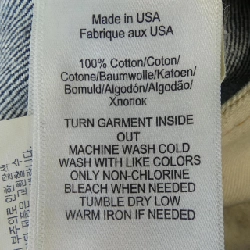 Made in USA
Fabrique aux USA
100% Cotton/Coton/
Cotone/Baumwolle/Katoen/
Bomuld/Algodón/Algodão/
Хлопок
TURN GARMENT INSIDE
OUT
MACHINE WASH COLD
WASH WITH LIKE COLORS
ONLY NON-CHLORINE
BLEACH WHEN NEEDED
TUMBLE DRY LOW
WARM IRON IF NEEDED